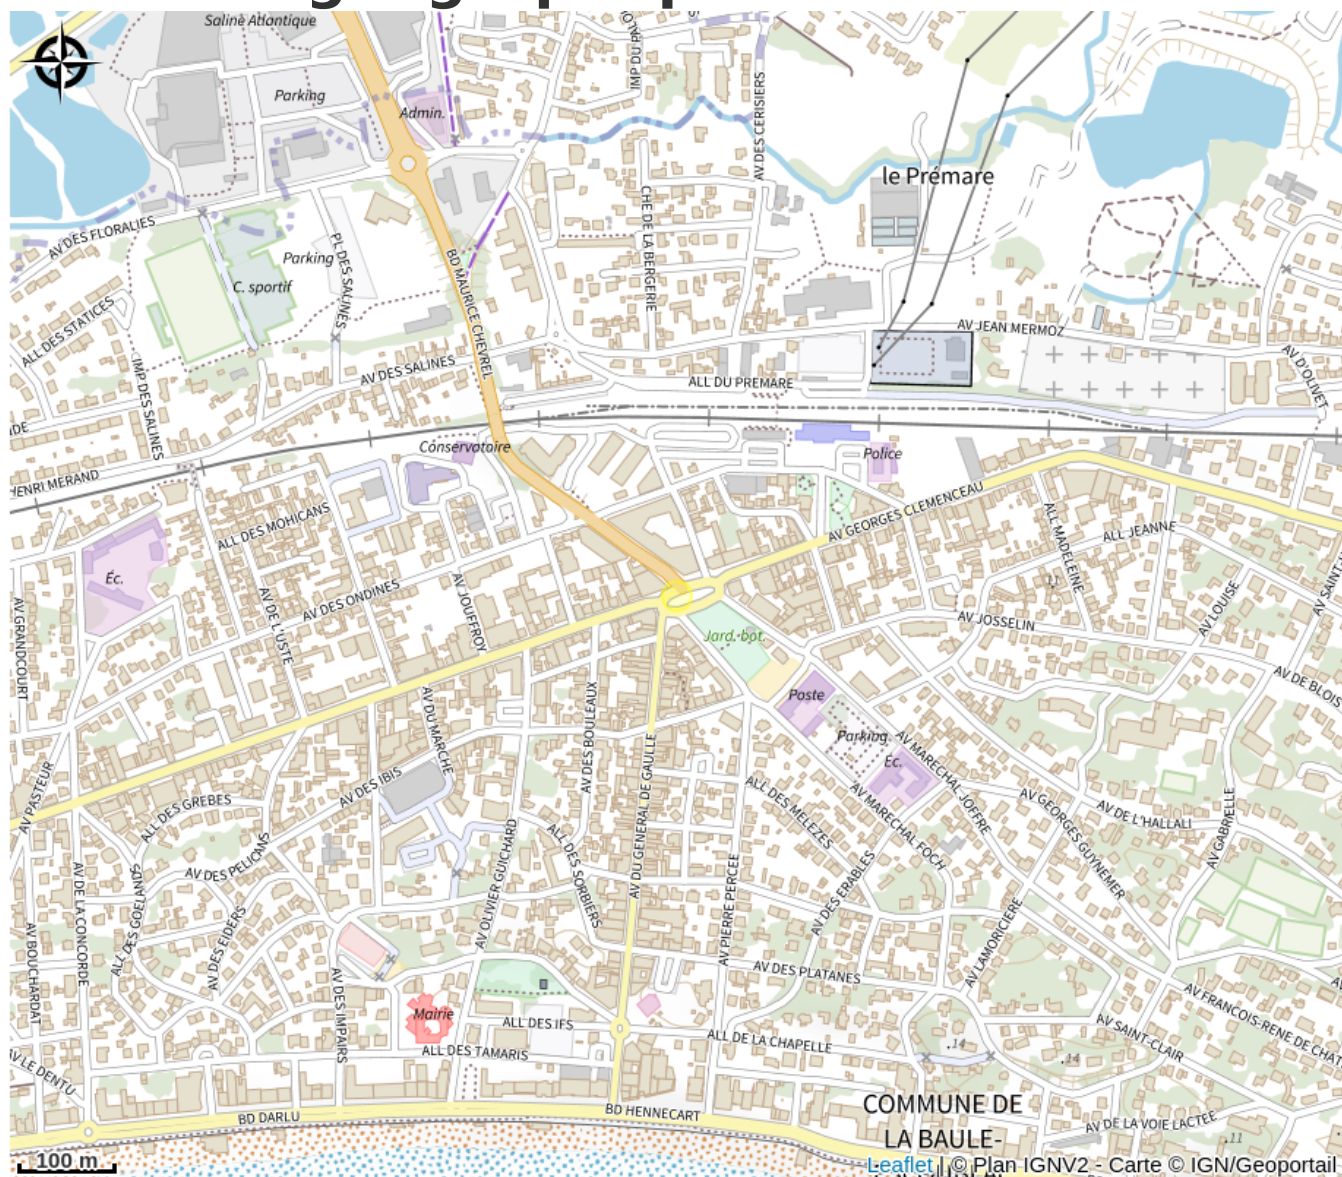 Saline Atlantique
Parking
Admin.
IMP DU PALO
AV DES CERISIERS
le Prémare
AV DES FLORALIES
Parking
PL DES SALINES
C. sportif
BD MAURICE CHEVREL
CHE DE LA BERGERIE
ALL DES STATICES
IMP DES SALINES
AV DES SALINES
AV JEAN MERMOZ
ALL DU PREMARE
AV D'OLIVET
NDE
HENRI MERAND
Conservatoire
Police
ALL DES MOHICANS
AV GEORGES CLEMENCEAU
ALL MADELEINE
ALL JEANNE
Éc.
AV DES ONDINES
AV JOUFFROY
AV DE L'USTE
AV GRANDCOURT
11
AV LOUISE
AV SAINT-
Jard. bot.
AV JOSSELIN
AV DE BLOIS
AV DU MARCHE
AV DES BOULEAUX
Poste
Parking
Éc.
AV MARECHAL JOFFRE
AV DU GENERAL DE GAULLE
AV PASTEUR
AV DES IBIS
ALL DES GREBES
ALL DES MELEZES
AV MARECHAL FOCH
AV GEORGES GUYNEMER
AV DE L'HALLALI
AV GABRIELLE
AV DES PELICANS
ALL DES GOELANDS
AV DE LA CONCORDE
AV OLIVIER GUICHARD
ALL DES SORBIERS
AV PIERRE PERCEE
AV DES ERABLES
AV LAMORICIERE
AV BOUCHARDAT
AV DES EIDERS
AV DES IMPAIRS
AV DES PLATANES
AV FRANCOIS-RENE DE CHAT
Mairie
ALL DES IFS
ALL DE LA CHAPELLE
AV SAINT-CLAIR
14
14
ALL DES TAMARIS
AV LE DENTU
BD DARLU
BD HENNECART
COMMUNE DE
LA BAULE-
AV DE LA VOIE LACTEE
11
100 m
Leaflet | © Plan IGNV2 - Carte © IGN/Geoportail